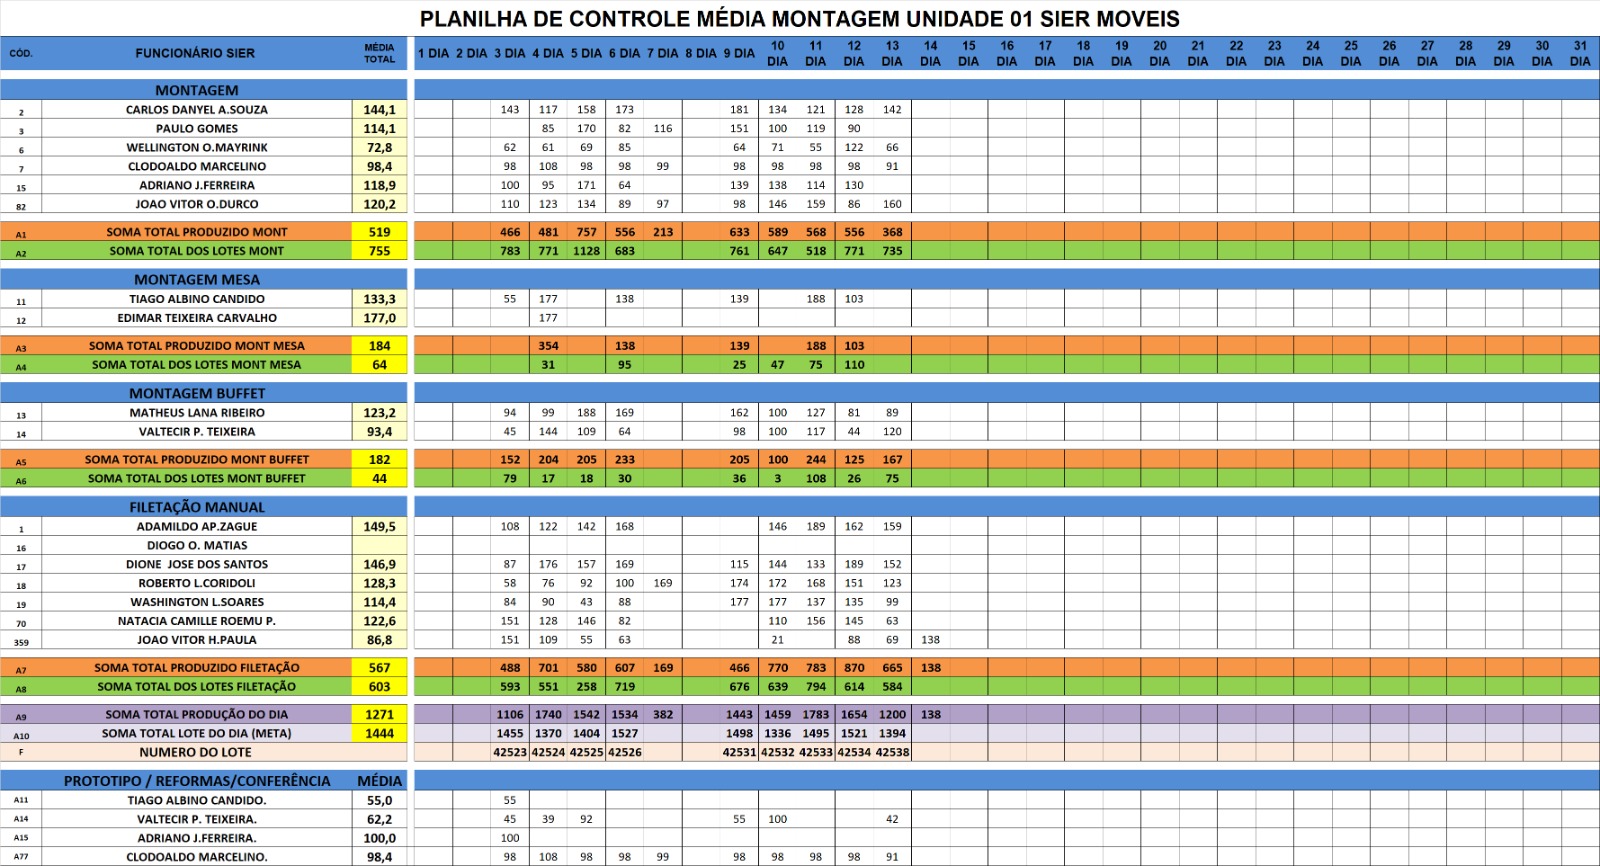 PLANILHA DE CONTROLE MÉDIA MONTAGEM UNIDADE 01 SIER MOVEIS
CÓD. FUNCIONÁRIO SIER MÉDIA TOTAL 1 DIA 2 DIA 3 DIA 4 DIA 5 DIA 6 DIA 7 DIA 8 DIA 9 DIA 10 DIA 11 DIA 12 DIA 13 DIA 14 DIA 15 DIA 16 DIA 17 DIA 18 DIA 19 DIA 20 DIA 21 DIA 22 DIA 23 DIA 24 DIA 25 DIA 26 DIA 27 DIA 28 DIA 29 DIA 30 DIA 31 DIA
MONTAGEM
2 CARLOS DANYEL A.SOUZA 144,1 143 117 158 173 181 134 121 128 142
3 PAULO GOMES 114,1 85 170 82 116 151 100 119 90
6 WELLINGTON O.MAYRINK 72,8 62 61 69 85 64 71 55 122 66
7 CLODOALDO MARCELINO 98,4 98 108 98 98 99 98 98 98 98 91
15 ADRIANO J.FERREIRA 118,9 100 95 171 64 139 138 114 130
82 JOAO VITOR O.DURCO 120,2 110 123 134 89 97 98 146 159 86 160
A1 SOMA TOTAL PRODUZIDO MONT 519 466 481 757 556 213 633 589 568 556 368
A2 SOMA TOTAL DOS LOTES MONT 755 783 771 1128 683 761 647 518 771 735
MONTAGEM MESA
11 TIAGO ALBINO CANDIDO 133,3 55 177 138 139 188 103
12 EDIMAR TEIXEIRA CARVALHO 177,0 177
A3 SOMA TOTAL PRODUZIDO MONT MESA 184 354 138 139 188 103
A4 SOMA TOTAL DOS LOTES MONT MESA 64 31 95 25 47 75 110
MONTAGEM BUFFET
13 MATHEUS LANA RIBEIRO 123,2 94 99 188 169 162 100 127 81 89
14 VALTECIR P. TEIXEIRA 93,4 45 144 109 64 98 100 117 44 120
A5 SOMA TOTAL PRODUZIDO MONT BUFFET 182 152 204 205 233 205 100 244 125 167
A6 SOMA TOTAL DOS LOTES MONT BUFFET 44 79 17 18 30 36 3 108 26 75
FILETAÇÃO MANUAL
1 ADAMILDO AP.ZAGUE 149,5 108 122 142 168 146 189 162 159
16 DIOGO O. MATIAS
17 DIONE JOSE DOS SANTOS 146,9 87 176 157 169 115 144 133 189 152
18 ROBERTO L.CORIDOLI 128,3 58 76 92 100 169 174 172 168 151 123
19 WASHINGTON L.SOARES 114,4 84 90 43 88 177 177 137 135 99
70 NATACIA CAMILLE ROEMU P. 122,6 151 128 146 82 110 156 145 63
359 JOAO VITOR H.PAULA 86,8 151 109 55 63 21 88 69 138
A7 SOMA TOTAL PRODUZIDO FILETAÇÃO 567 488 701 580 607 169 466 770 783 870 665 138
A8 SOMA TOTAL DOS LOTES FILETAÇÃO 603 593 551 258 719 676 639 794 614 584
A9 SOMA TOTAL PRODUÇÃO DO DIA 1271 1106 1740 1542 1534 382 1443 1459 1783 1654 1200 138
A10 SOMA TOTAL LOTE DO DIA (META) 1444 1455 1370 1404 1527 1498 1336 1495 1521 1394
F NUMERO DO LOTE 42523 42524 42525 42526 42531 42532 42533 42534 42538
PROTOTIPO / REFORMAS/CONFERÊNCIA MÉDIA
A11 TIAGO ALBINO CANDIDO. 55,0 55
A14 VALTECIR P. TEIXEIRA. 62,2 45 39 92 55 100 42
A15 ADRIANO J.FERREIRA. 100,0 100
A77 CLODOALDO MARCELINO. 98,4 98 108 98 98 99 98 98 98 98 91